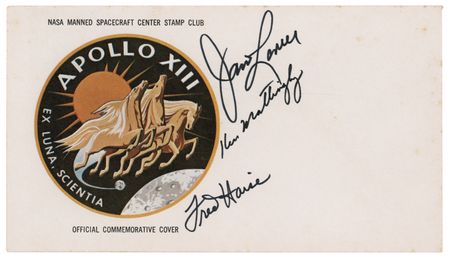 NASA MANNED SPACECRAFT CENTER STAMP CLUB
APOLLO XIII
EX LUNA, SCIENTIA
Jim Lovell
Ken Mattingly
Fred Haise
OFFICIAL COMMEMORATIVE COVER